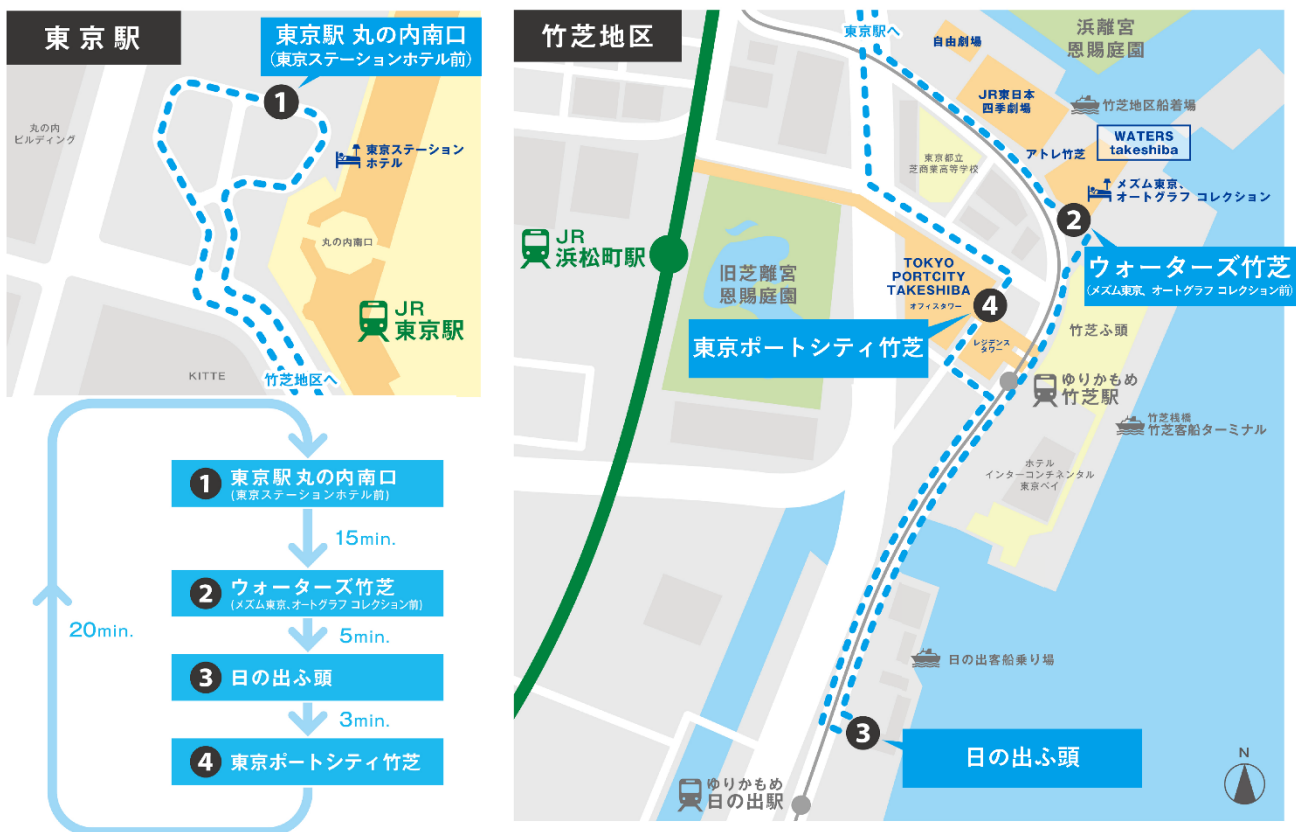 東京駅
東京駅 丸の内南口
(東京ステーションホテル前)
1
丸の内
ビルディング
東京ステーション
ホテル
丸の内南口
JR
東京駅
KITTE
竹芝地区へ
1 東京駅 丸の内南口
(東京ステーションホテル前)
15min.
2 ウォーターズ竹芝
(メズム東京、オートグラフ コレクション前)
5min.
3 日の出ふ頭
3min.
4 東京ポートシティ竹芝
20min.
竹芝地区
東京駅へ
自由劇場
浜離宮
恩賜庭園
JR東日本
四季劇場
竹芝地区船着場
WATERS
takeshiba
アトレ竹芝
東京都立
芝商業高等学校
メズム東京、
オートグラフ コレクション
2
ウォーターズ竹芝
(メズム東京、オートグラフ コレクション前)
JR
浜松町駅
旧芝離宮
恩賜庭園
TOKYO
PORTCITY
TAKESHIBA
オフィスタワー
4
東京ポートシティ竹芝
レジデンス
タワー
竹芝ふ頭
ゆりかもめ
竹芝駅
竹芝桟橋
竹芝客船ターミナル
ホテル
インターコンチネンタル
東京ベイ
日の出客船乗り場
3
日の出ふ頭
ゆりかもめ
日の出駅
N